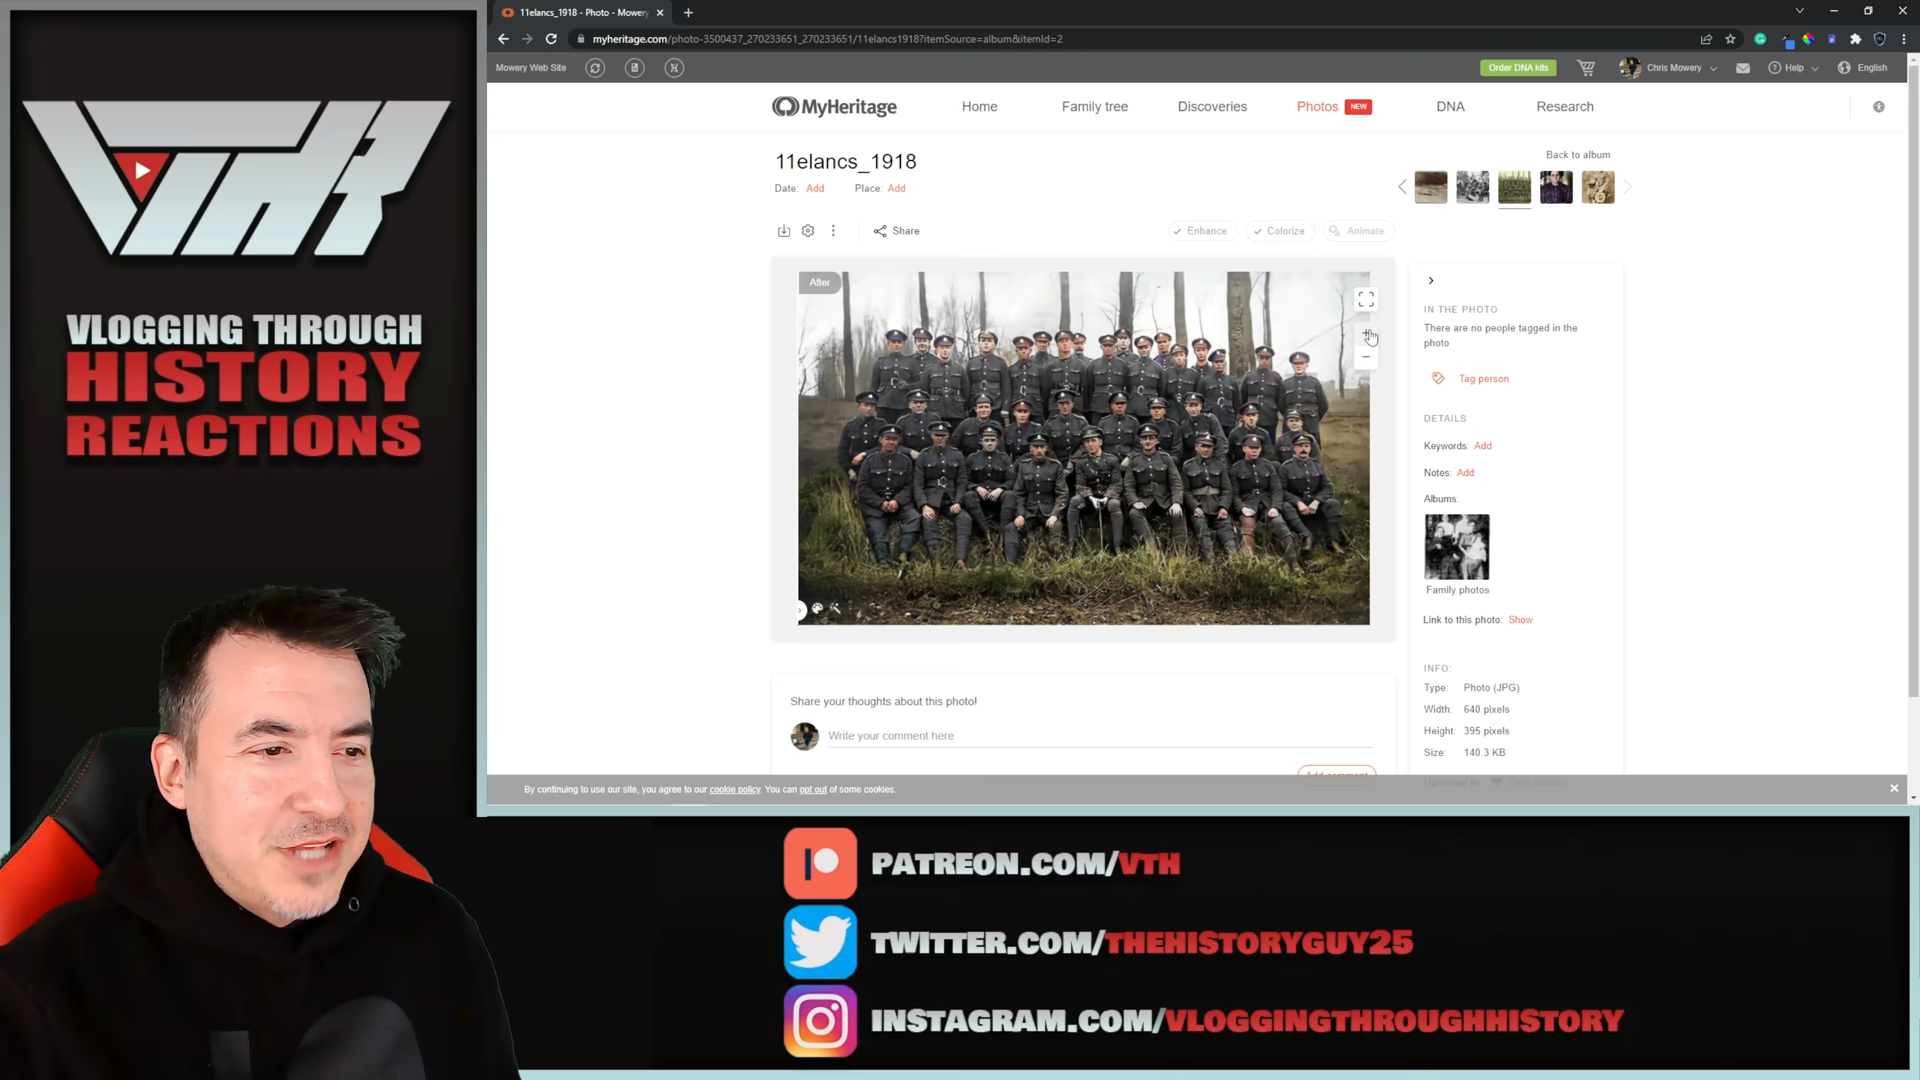 11elancs_1918 - Photo - Mowery
myheritage.com/photo-3500437_270233651_270233651/11elancs1918?itemSource=album&itemId=2
Mowery Web Site
Order DNA kits
Chris Mowery
Help
English
MyHeritage
Home
Family tree
Discoveries
Photos NEW
DNA
Research
11elancs_1918
Date: Add
Place: Add
Back to album
Share
Enhance
Colorize
Animate
After
IN THE PHOTO
There are no people tagged in the
photo
Tag person
DETAILS
Keywords: Add
Notes: Add
Albums:
Family photos
Link to this photo: Show
INFO:
Type: Photo (JPG)
Width: 640 pixels
Height: 395 pixels
Size: 140.3 KB
Share your thoughts about this photo!
Write your comment here
Add comment
By continuing to use our site, you agree to our cookie policy. You can opt out of some cookies.
VTHR
VLOGGING THROUGH
HISTORY
REACTIONS
PATREON.COM/VTH
TWITTER.COM/THEHISTORYGUY25
INSTAGRAM.COM/VLOGGINGTHROUGHHISTORY